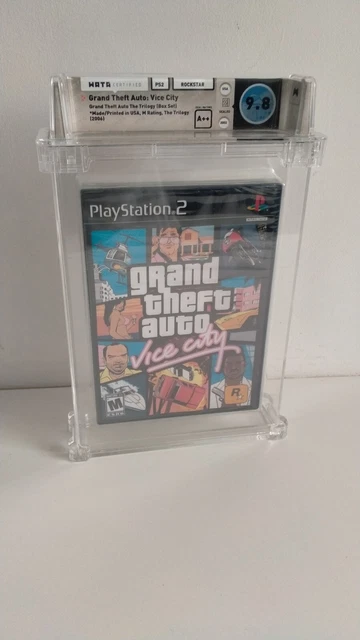 WATA CERTIFIED PS2 ROCKSTAR
Grand Theft Auto: Vice City
Grand Theft Auto The Trilogy (Box Set)
*Made/Printed in USA, M Rating, The Trilogy
(2006)
A++
9.8
PlayStation.2
grand
theft
auto
Vice City
M
R